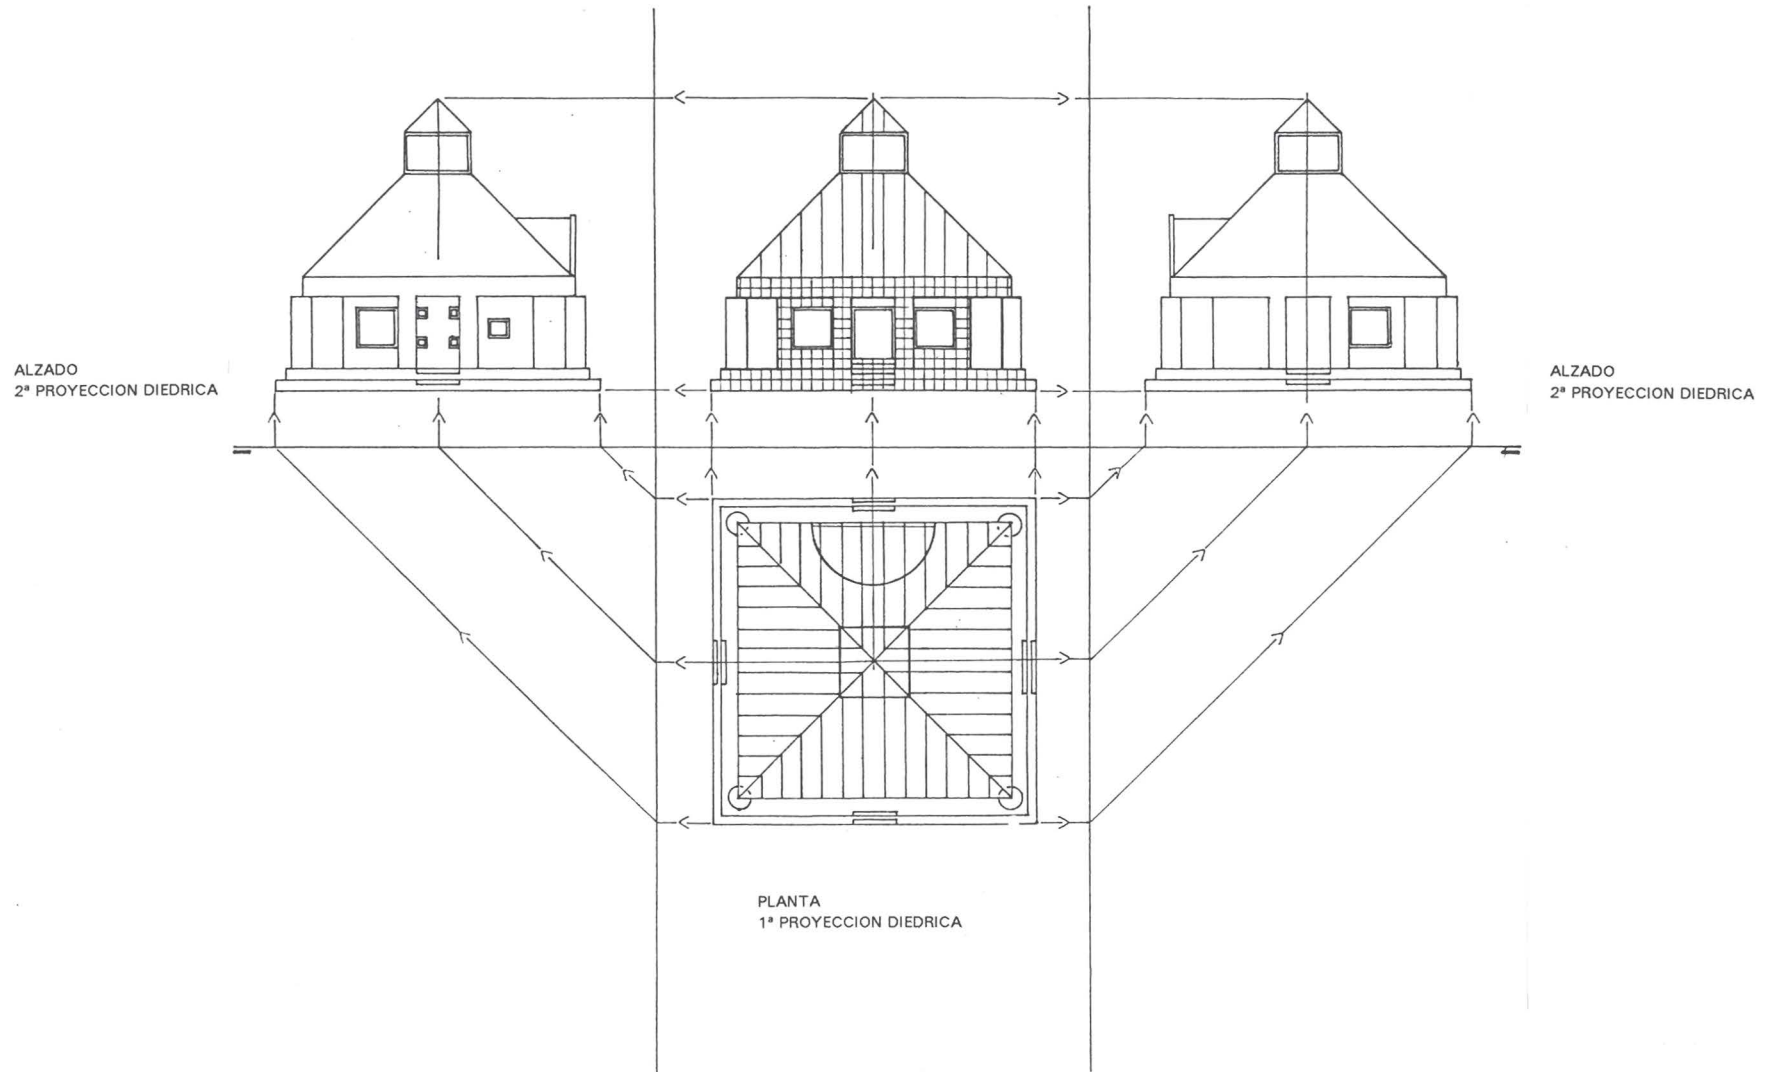 ALZADO
2ª PROYECCION DIEDRICA
ALZADO
2ª PROYECCION DIEDRICA
PLANTA
1ª PROYECCION DIEDRICA